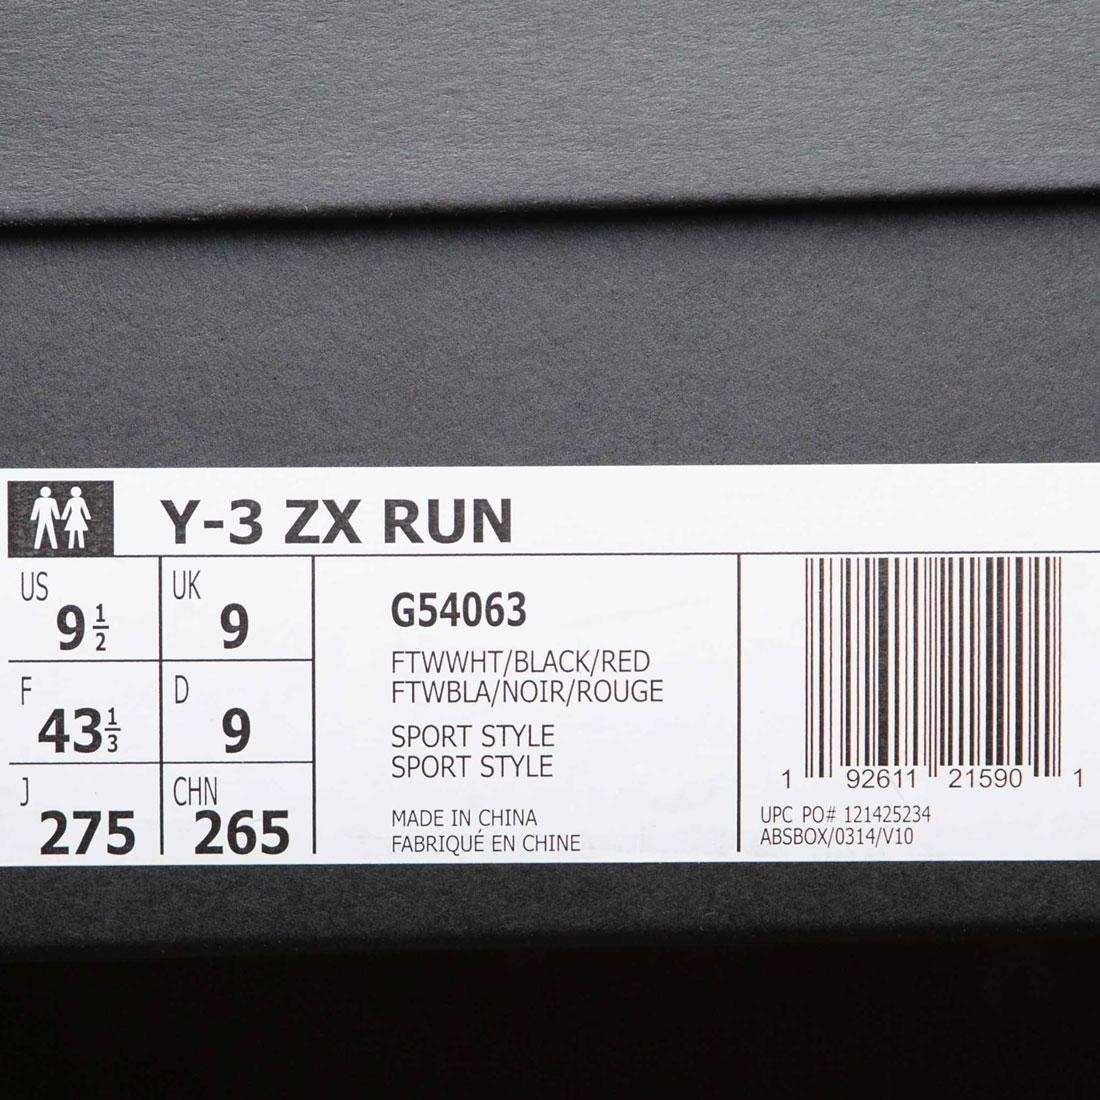 Y-3 ZX RUN
US
9 1/2
UK
9
F
43 1/3
D
9
J
275
CHN
265
G54063
FTWWHT/BLACK/RED
FTWBLA/NOIR/ROUGE
SPORT STYLE
SPORT STYLE
MADE IN CHINA
FABRIQUÉ EN CHINE
1 92611 21590 1
UPC PO# 121425234
ABSBOX/0314/V10